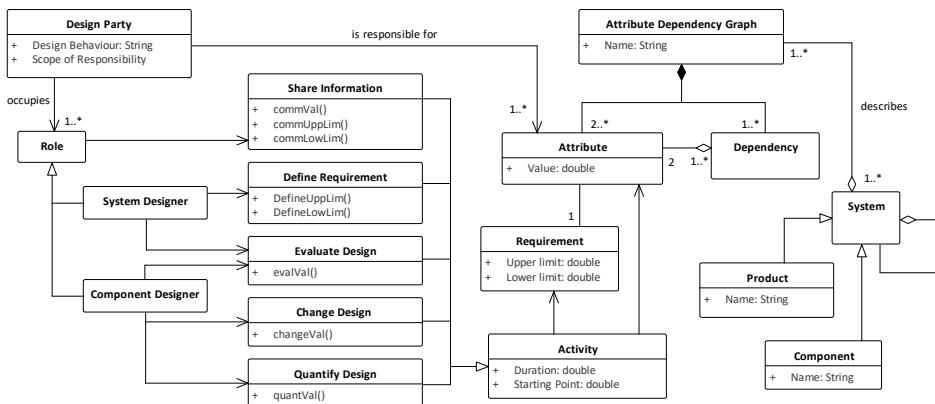 Design Party
+ Design Behaviour: String
+ Scope of Responsibility
is responsible for
Attribute Dependency Graph
+ Name: String
1..*
occupies
1..*
Role
Share Information
+ commVal()
+ commUppLim()
+ commLowLim()
1..*
2..*
1..*
describes
Attribute
+ Value: double
2
1..*
Dependency
System Designer
Define Requirement
+ DefineUppLim()
+ DefineLowLim()
1..*
System
1
Component Designer
Evaluate Design
+ evalVal()
Requirement
+ Upper limit: double
+ Lower limit: double
Product
+ Name: String
Change Design
+ changeVal()
Activity
+ Duration: double
+ Starting Point: double
Component
+ Name: String
Quantify Design
+ quantVal()